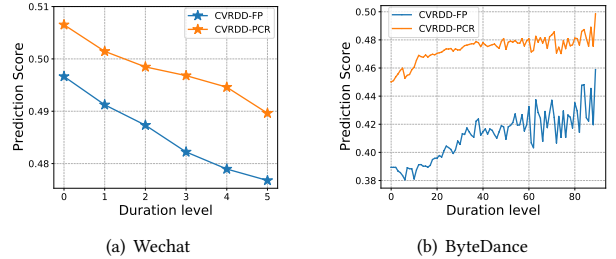 CVRDD-FP
CVRDD-PCR
0.51
0.50
0.49
0.48
Prediction Score
0 1 2 3 4 5
Duration level
(a) Wechat
CVRDD-FP
CVRDD-PCR
0.50
0.48
0.46
0.44
0.42
0.40
0.38
Prediction Score
0 20 40 60 80
Duration level
(b) ByteDance